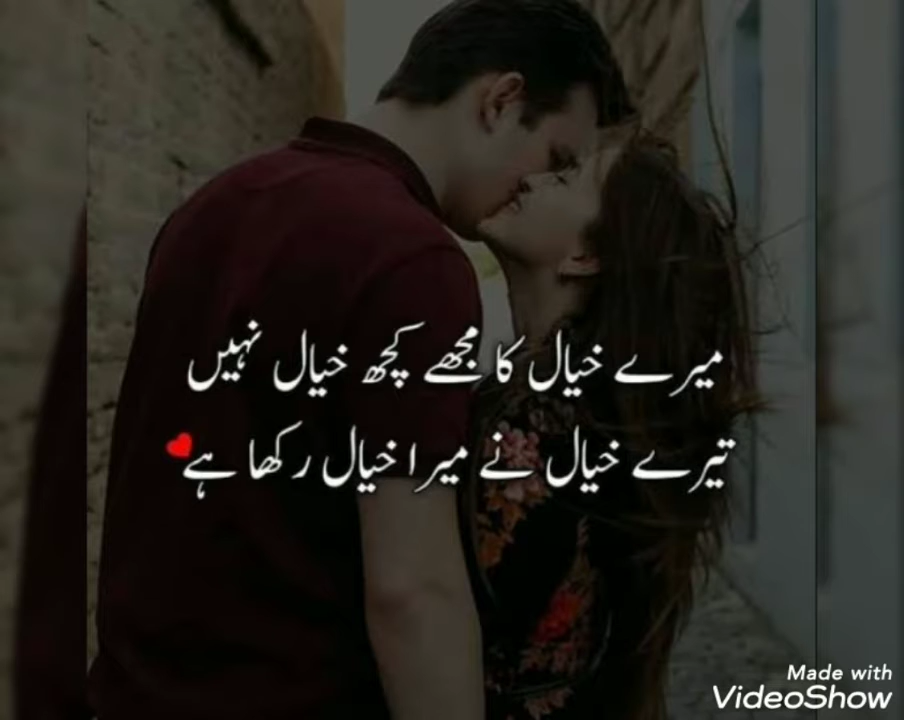 میرے خیال کا مجھے کچھ خیال نہیں
تیرے خیال نے میرا خیال رکھا ہے
Made with
VideoShow